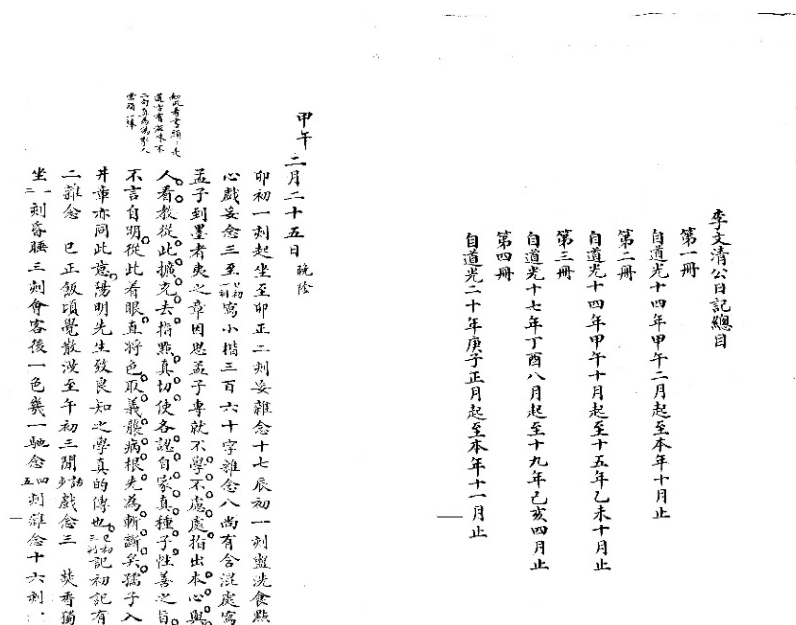 李文清公日記總目
第一冊
自道光十四年甲午二月起至本年十月止
第二冊
自道光十四年甲午十月起至十五年乙未十月止
第三冊
自道光十七年丁酉八月起至十九年己亥四月止
第四冊
自道光二十年庚子正月起至本年十一月止
甲午二月二十五日 晚陰
卯初一刻起坐至卯正二刻妄雜念十七辰初一刻盥洗食點
心戲妄念三至巳初一刻寫小楷三百六十字雜念八尚有含混處寫
孟子到墨者夷之章因思孟子專就不學不慮處指出本心與
人看教從此擴充去指點真切使各認自家真種子性善之旨
不言自明從此着眼直將色取義襲病根先為斬斷矣孺子入
井章亦同此意陽明先生致良知之學真的傳也巳初三刻記初記有
二雜念 巳正飯頃覺散漫至午初三閒訪步戲念三 焚香獨
坐一二刻昏睡三刻會客後一色幾一馳念四五刻雜念十六刻